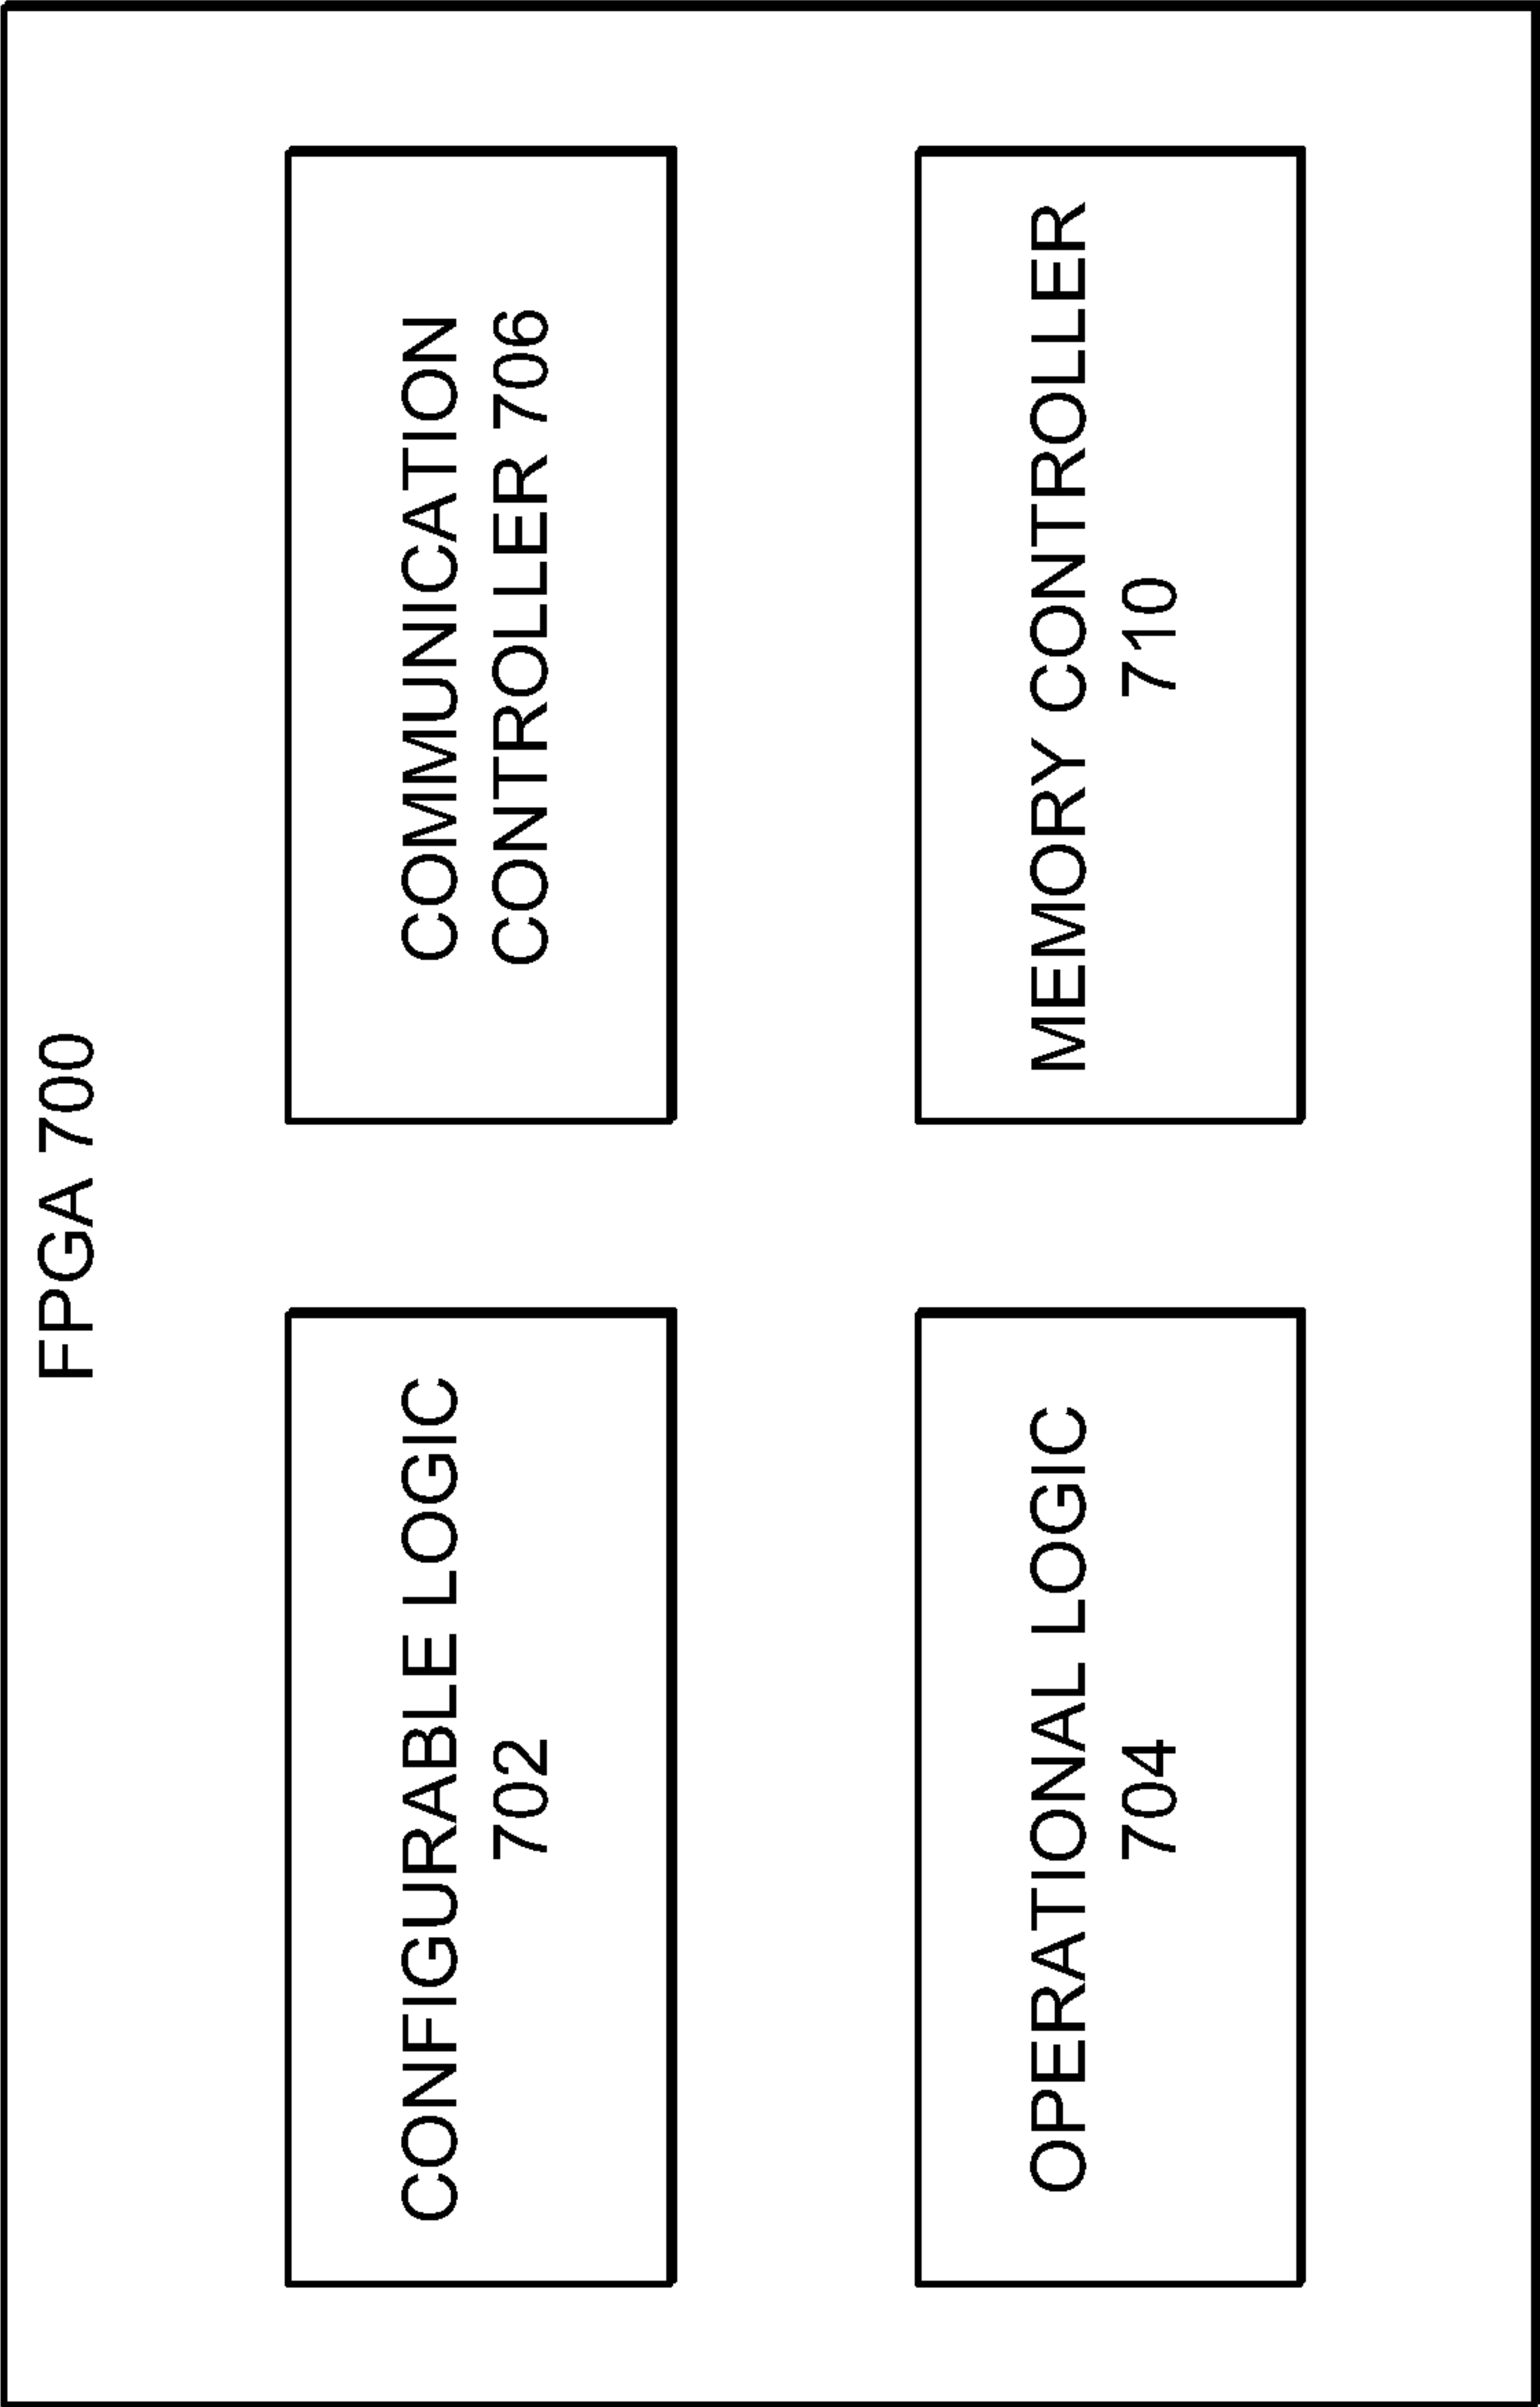 FPGA 700
CONFIGURABLE LOGIC
702
COMMUNICATION
CONTROLLER 706
OPERATIONAL LOGIC
704
MEMORY CONTROLLER
710